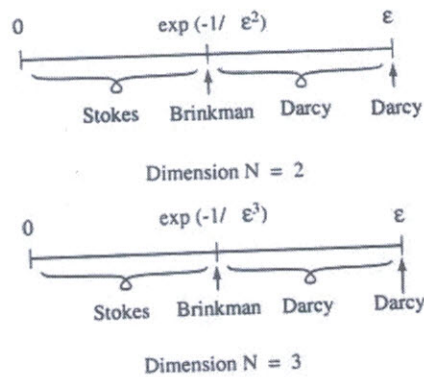 0 exp (-1/ ε²) ε
Stokes Brinkman Darcy Darcy
Dimension N = 2
0 exp (-1/ ε³) ε
Stokes Brinkman Darcy Darcy
Dimension N = 3